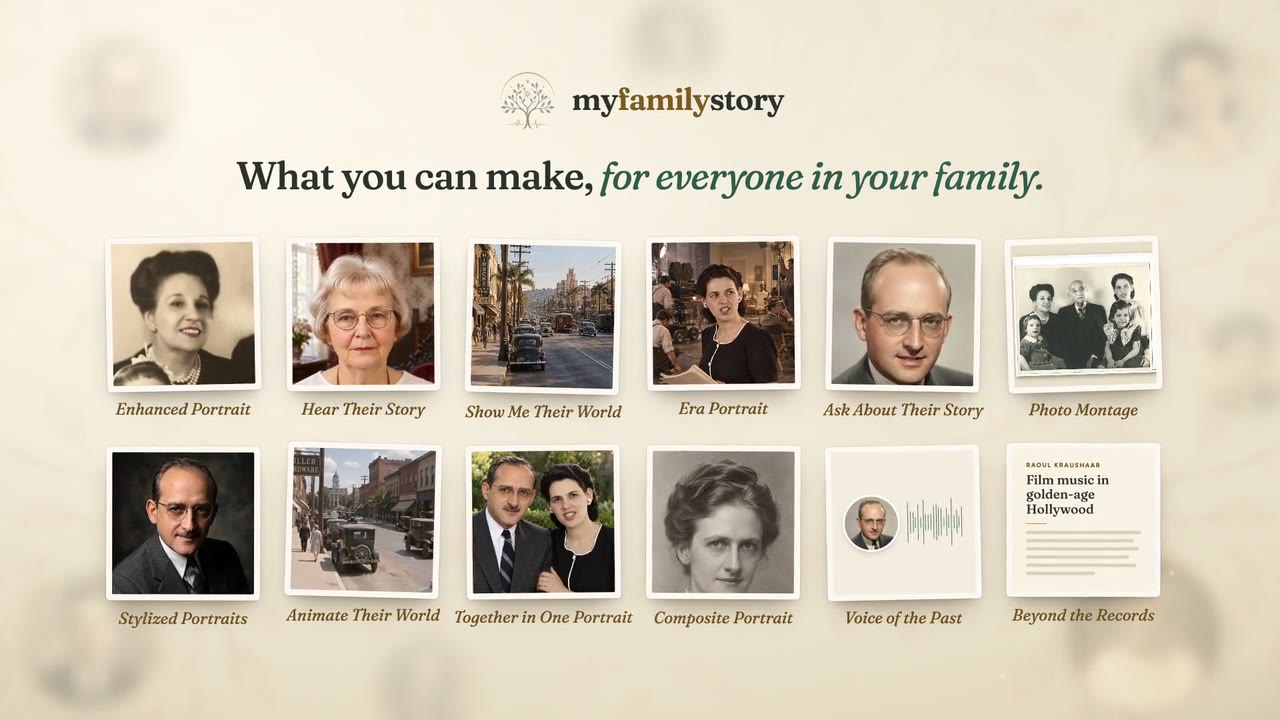 myfamilystory
What you can make, for everyone in your family.
Enhanced Portrait
Hear Their Story
Show Me Their World
Era Portrait
Ask About Their Story
Photo Montage
RAOUL KRAUSHAAR
Film music in
golden-age
Hollywood
Stylized Portraits
Animate Their World
Together in One Portrait
Composite Portrait
Voice of the Past
Beyond the Records